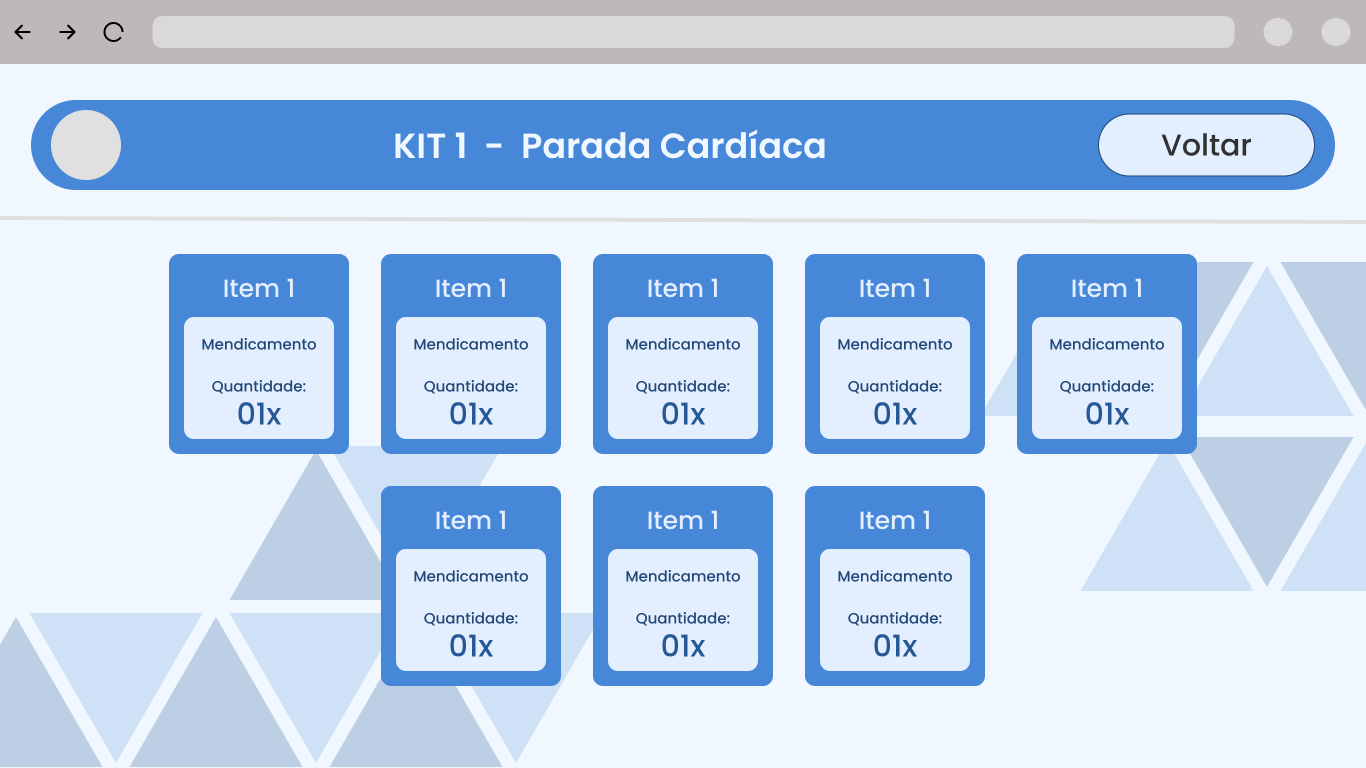 KIT 1 - Parada Cardíaca
Voltar
Item 1
Mendicamento
Quantidade:
01x
Item 1
Mendicamento
Quantidade:
01x
Item 1
Mendicamento
Quantidade:
01x
Item 1
Mendicamento
Quantidade:
01x
Item 1
Mendicamento
Quantidade:
01x
Item 1
Mendicamento
Quantidade:
01x
Item 1
Mendicamento
Quantidade:
01x
Item 1
Mendicamento
Quantidade:
01x